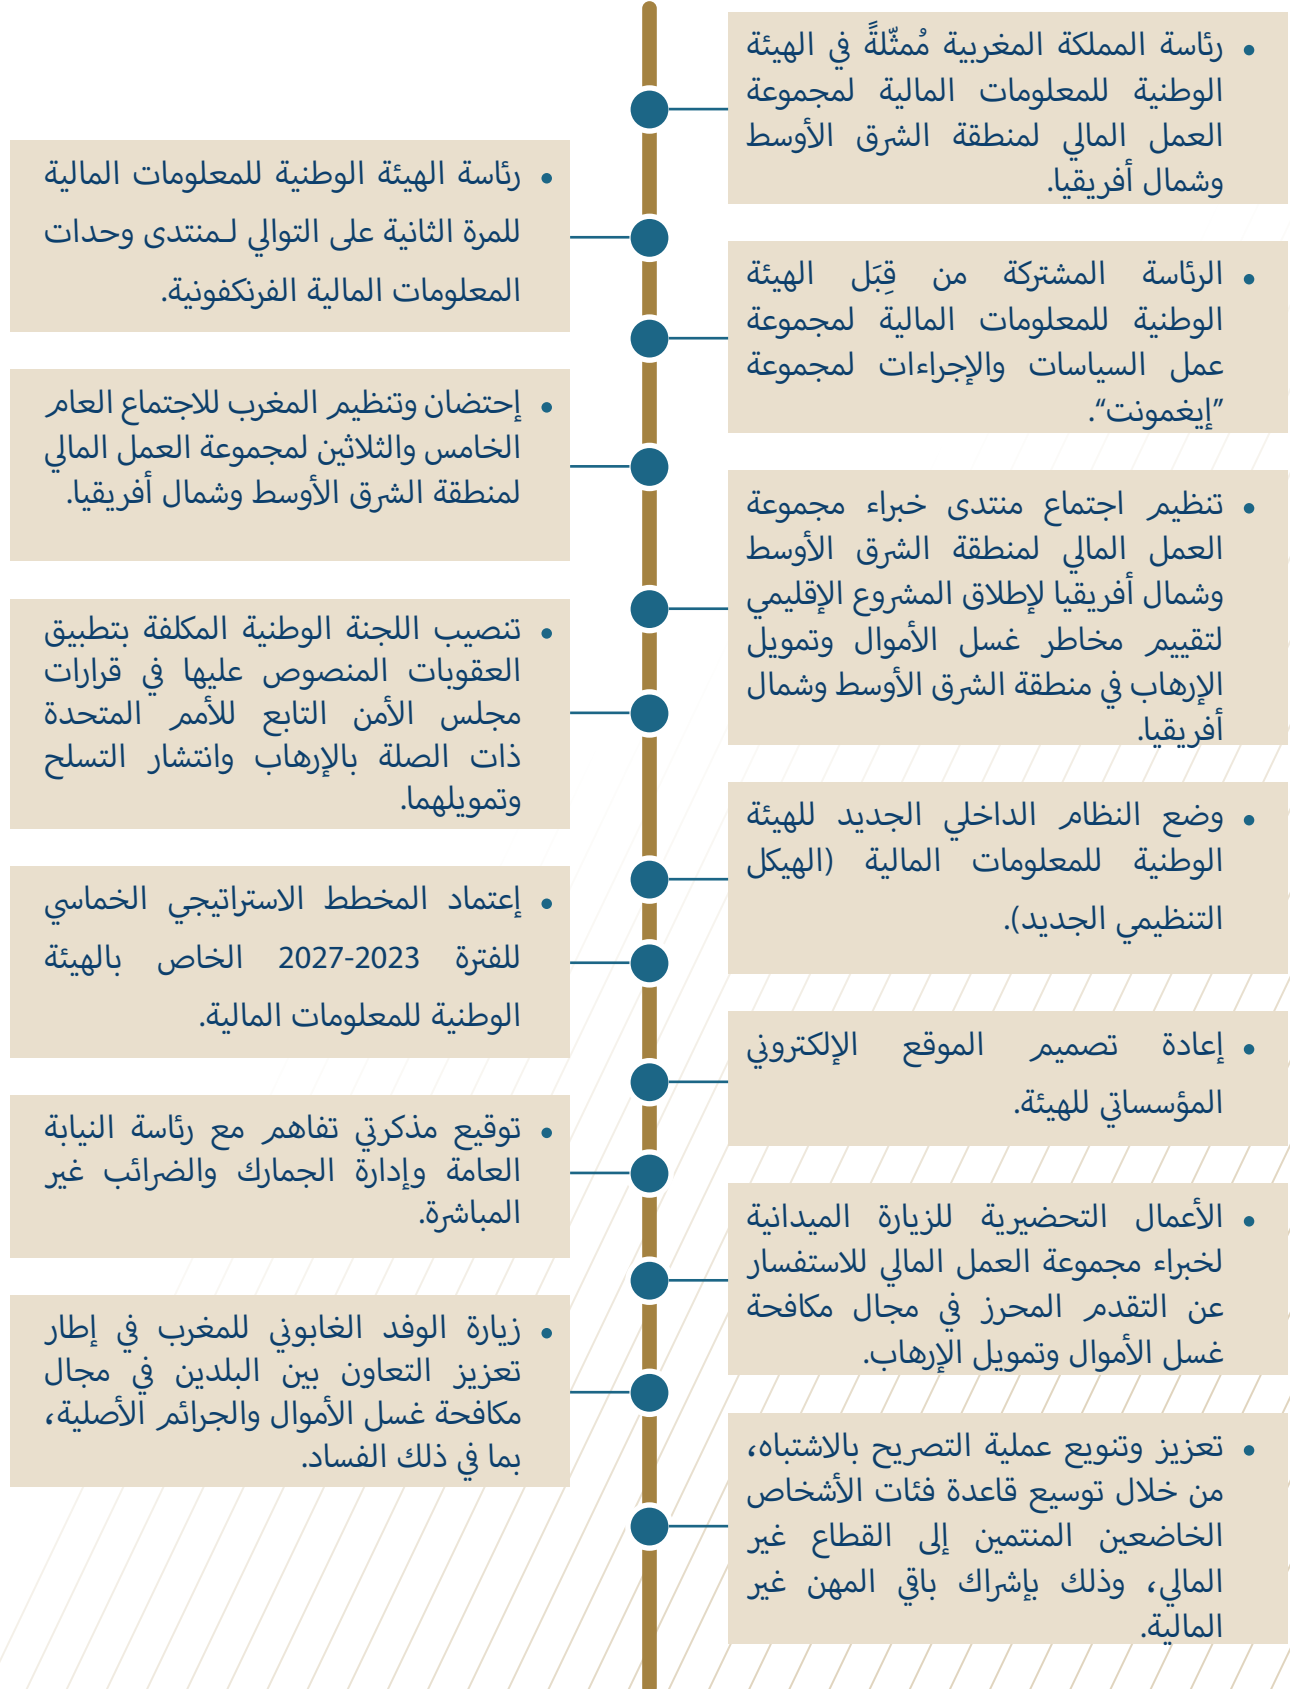 • رئاسة المملكة المغربية مُمثّلةً في الهيئة
الوطنية للمعلومات المالية لمجموعة
العمل المالي لمنطقة الشرق الأوسط
وشمال أفريقيا.
• رئاسة الهيئة الوطنية للمعلومات المالية
للمرة الثانية على التوالي لـمنتدى وحدات
المعلومات المالية الفرنكفونية.
• الرئاسة المشتركة من قِبَل الهيئة
الوطنية للمعلومات المالية لمجموعة
عمل السياسات والإجراءات لمجموعة
”إيغمونت“.
• إحتضان وتنظيم المغرب للاجتماع العام
الخامس والثلاثين لمجموعة العمل المالي
لمنطقة الشرق الأوسط وشمال أفريقيا.
• تنظيم اجتماع منتدى خبراء مجموعة
العمل المالي لمنطقة الشرق الأوسط
وشمال أفريقيا لإطلاق المشروع الإقليمي
لتقييم مخاطر غسل الأموال وتمويل
الإرهاب في منطقة الشرق الأوسط وشمال
أفريقيا.
• تنصيب اللجنة الوطنية المكلفة بتطبيق
العقوبات المنصوص عليها في قرارات
مجلس الأمن التابع للأمم المتحدة
ذات الصلة بالإرهاب وانتشار التسلح
وتمويلهما.
• وضع النظام الداخلي الجديد للهيئة
الوطنية للمعلومات المالية (الهيكل
التنظيمي الجديد).
• إعتماد المخطط الاستراتيجي الخماسي
للفترة 2023-2027 الخاص بالهيئة
الوطنية للمعلومات المالية.
• إعادة تصميم الموقع الإلكتروني
المؤسساتي للهيئة.
• توقيع مذكرتي تفاهم مع رئاسة النيابة
العامة وإدارة الجمارك والضرائب غير
المباشرة.
• الأعمال التحضيرية للزيارة الميدانية
لخبراء مجموعة العمل المالي للاستفسار
عن التقدم المحرز في مجال مكافحة
غسل الأموال وتمويل الإرهاب.
• زيارة الوفد الغابوني للمغرب في إطار
تعزيز التعاون بين البلدين في مجال
مكافحة غسل الأموال والجرائم الأصلية،
بما في ذلك الفساد.
• تعزيز وتنويع عملية التصريح بالاشتباه،
من خلال توسيع قاعدة فئات الأشخاص
الخاضعين المنتمين إلى القطاع غير
المالي، وذلك بإشراك باقي المهن غير
المالية.